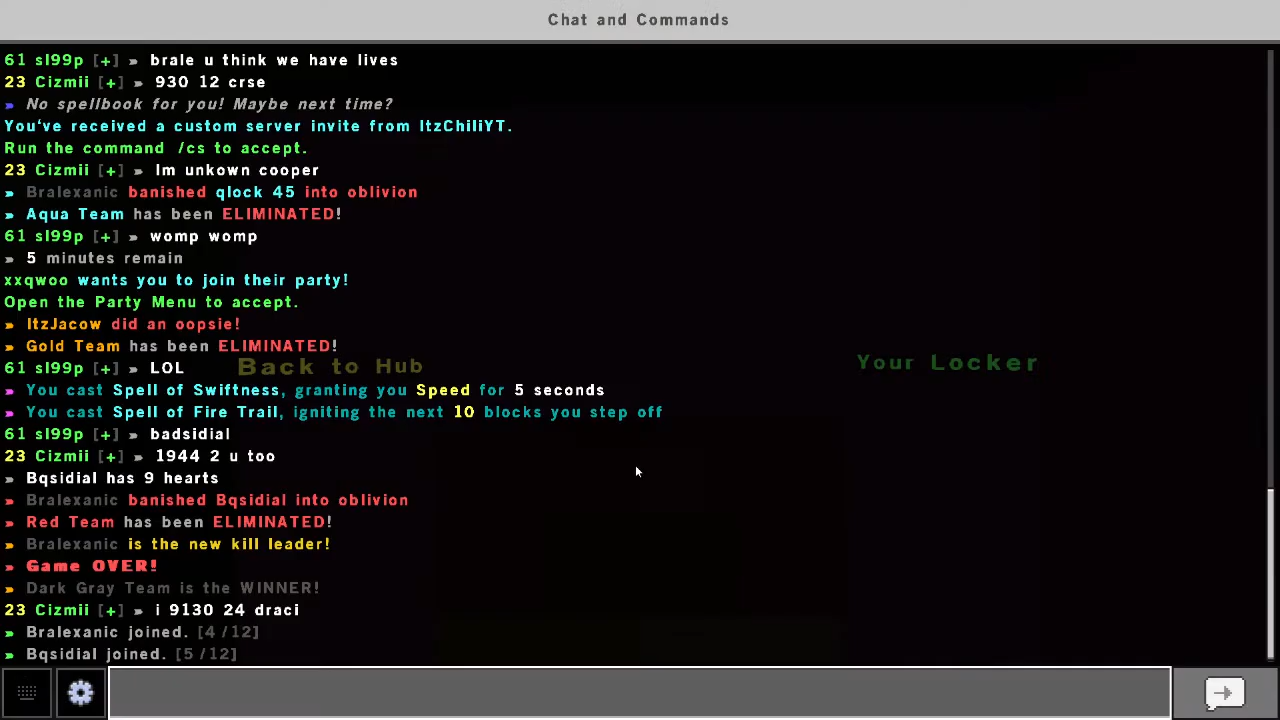 Chat and Commands
61 sl99p [+] » brale u think we have lives
23 Cizmii [+] » 930 12 crse
» No spellbook for you! Maybe next time?
You've received a custom server invite from ItzChiliYT.
Run the command /cs to accept.
23 Cizmii [+] » Im unkown cooper
» Bralexanic banished qlock 45 into oblivion
» Aqua Team has been ELIMINATED!
61 sl99p [+] » womp womp
» 5 minutes remain
xxqwoo wants you to join their party!
Open the Party Menu to accept.
» ItzJacow did an oopsie!
» Gold Team has been ELIMINATED!
61 sl99p [+] » LOL
Back to Hub
Your Locker
» You cast Spell of Swiftness, granting you Speed for 5 seconds
» You cast Spell of Fire Trail, igniting the next 10 blocks you step off
61 sl99p [+] » badsidial
23 Cizmii [+] » 1944 2 u too
» Bqsidial has 9 hearts
» Bralexanic banished Bqsidial into oblivion
» Red Team has been ELIMINATED!
» Bralexanic is the new kill leader!
» Game OVER!
» Dark Gray Team is the WINNER!
23 Cizmii [+] » i 9130 24 draci
» Bralexanic joined. [4/12]
» Bqsidial joined. [5/12]